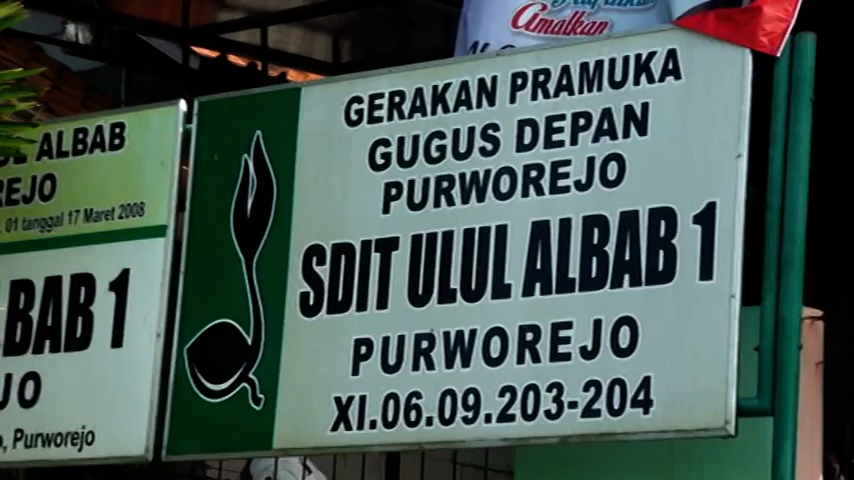 Amalkan
ALBAB
REJO
01 tanggal 17 Maret 2008
BAB 1
JO
, Purworejo
GERAKAN PRAMUKA
GUGUS DEPAN
PURWOREJO
SDIT ULUL ALBAB 1
PURWOREJO
XI.06.09.203-204